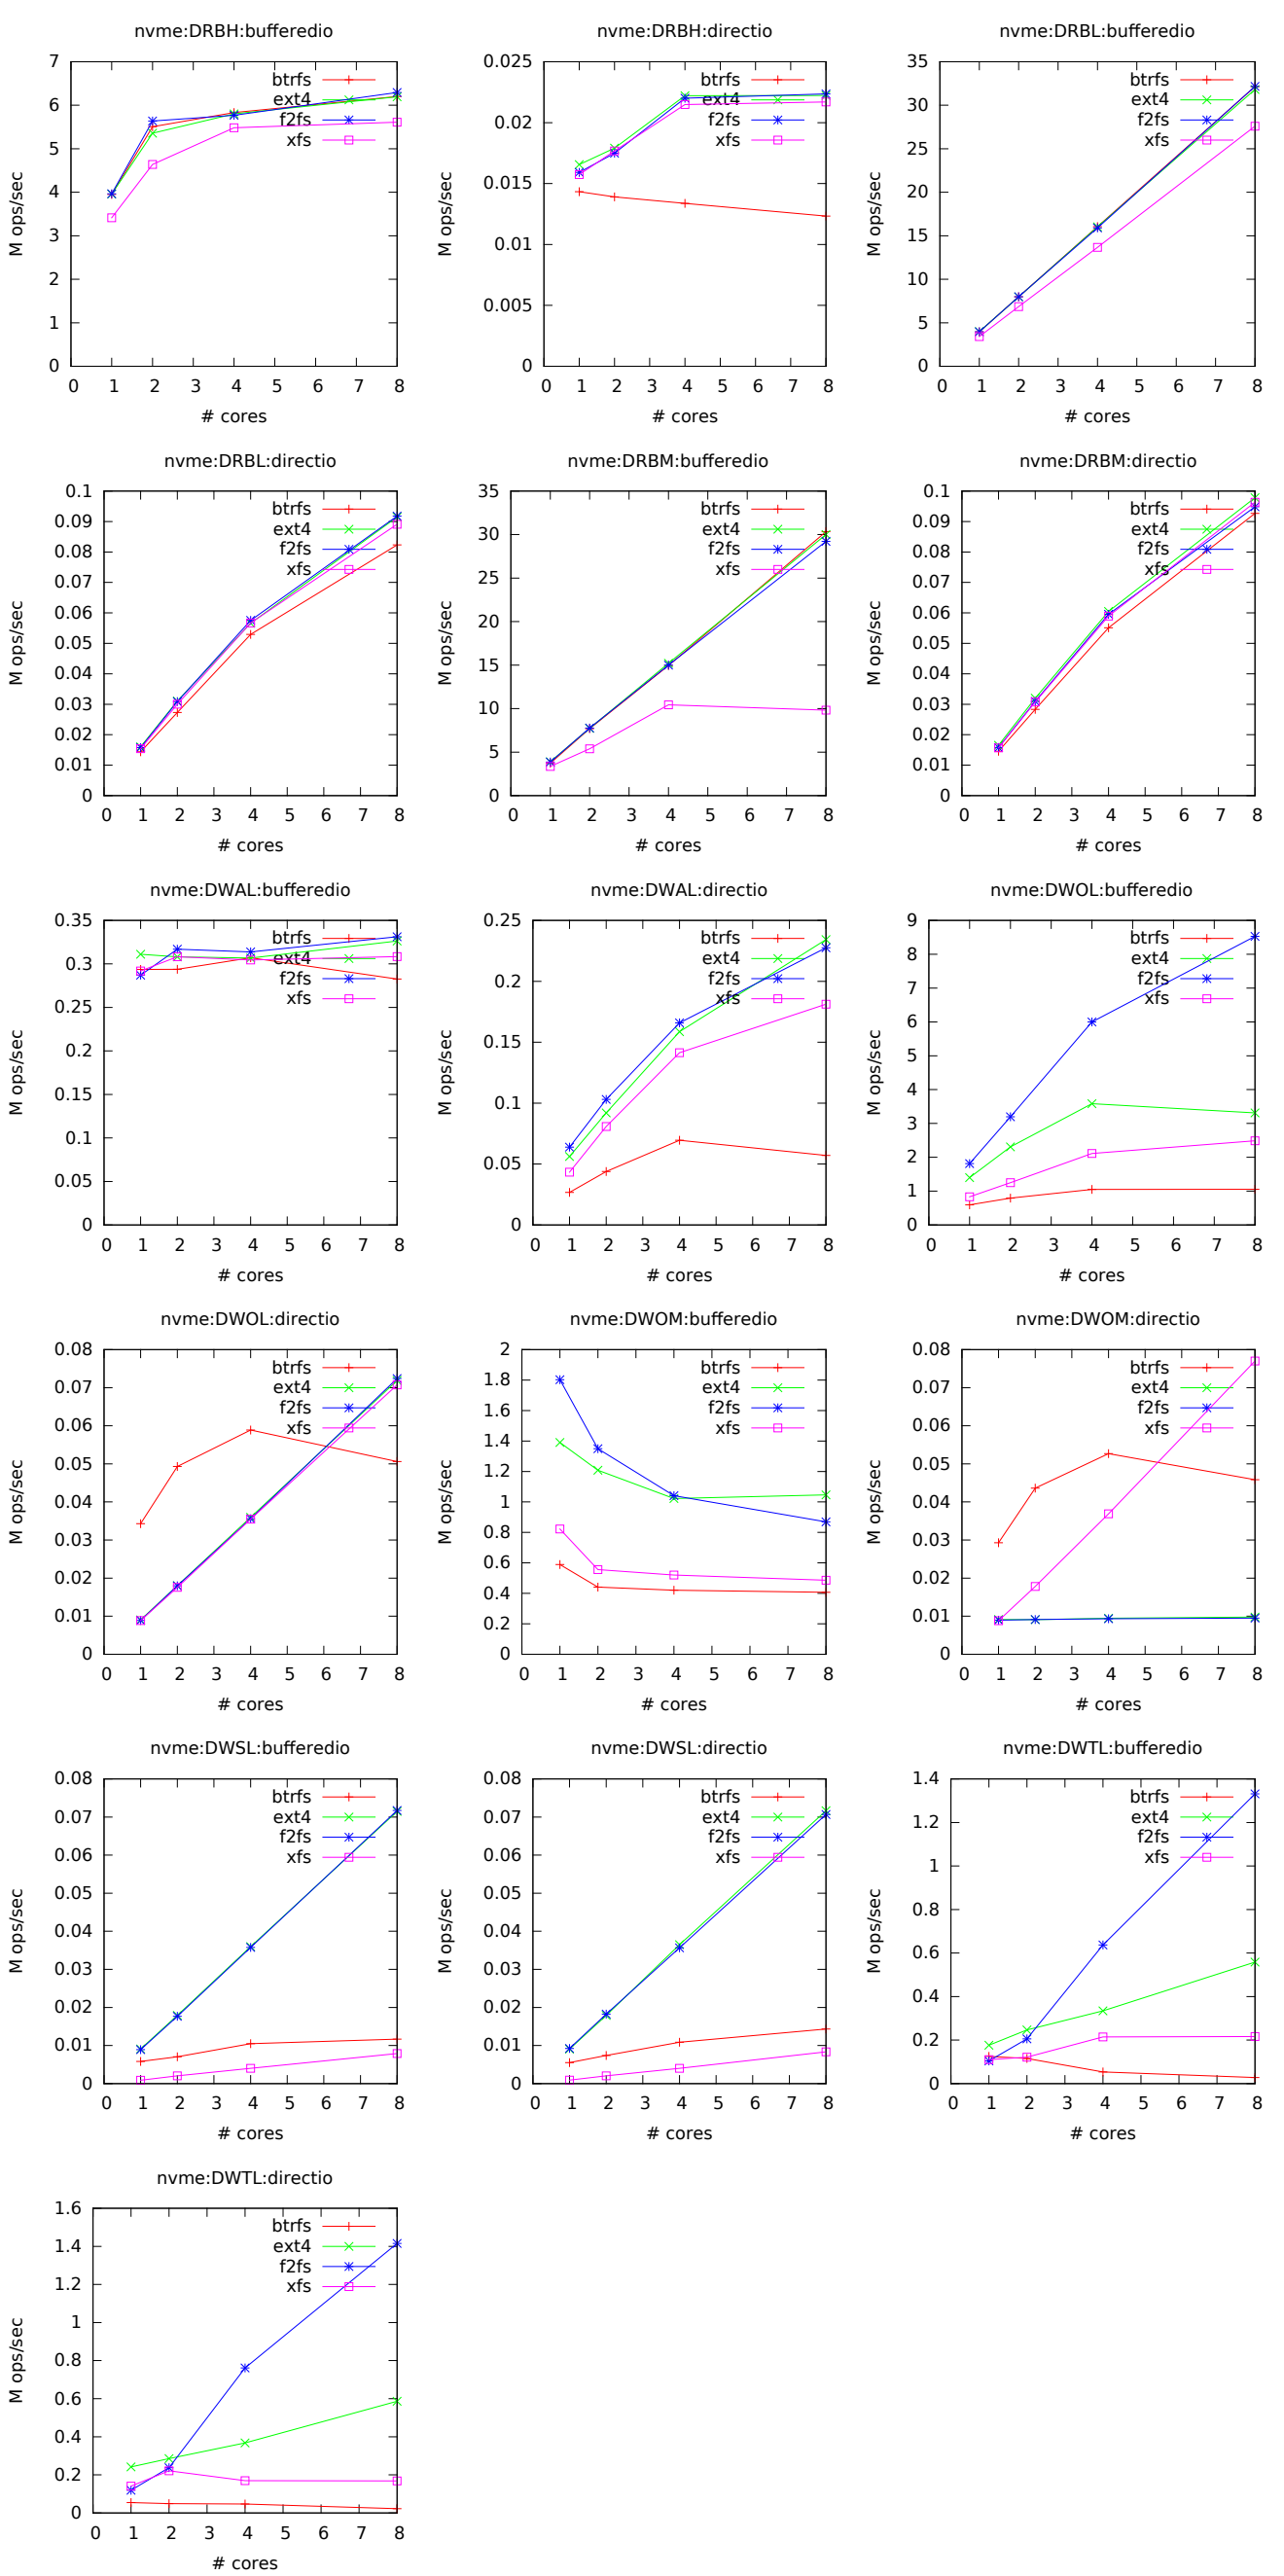 nvme:DRBH:bufferedio
M ops/sec
7
6
5
4
3
2
1
0
btrfs
ext4
f2fs
xfs
0 1 2 3 4 5 6 7 8
# cores
nvme:DRBH:directio
M ops/sec
0.025
0.02
0.015
0.01
0.005
0
btrfs
ext4
f2fs
xfs
0 1 2 3 4 5 6 7 8
# cores
nvme:DRBL:bufferedio
M ops/sec
35
30
25
20
15
10
5
0
btrfs
ext4
f2fs
xfs
0 1 2 3 4 5 6 7 8
# cores
nvme:DRBL:directio
M ops/sec
0.1
0.09
0.08
0.07
0.06
0.05
0.04
0.03
0.02
0.01
0
btrfs
ext4
f2fs
xfs
0 1 2 3 4 5 6 7 8
# cores
nvme:DRBM:bufferedio
M ops/sec
35
30
25
20
15
10
5
0
btrfs
ext4
f2fs
xfs
0 1 2 3 4 5 6 7 8
# cores
nvme:DRBM:directio
M ops/sec
0.1
0.09
0.08
0.07
0.06
0.05
0.04
0.03
0.02
0.01
0
btrfs
ext4
f2fs
xfs
0 1 2 3 4 5 6 7 8
# cores
nvme:DWAL:bufferedio
M ops/sec
0.35
0.3
0.25
0.2
0.15
0.1
0.05
0
btrfs
ext4
f2fs
xfs
0 1 2 3 4 5 6 7 8
# cores
nvme:DWAL:directio
M ops/sec
0.25
0.2
0.15
0.1
0.05
0
btrfs
ext4
f2fs
xfs
0 1 2 3 4 5 6 7 8
# cores
nvme:DWOL:bufferedio
M ops/sec
9
8
7
6
5
4
3
2
1
0
btrfs
ext4
f2fs
xfs
0 1 2 3 4 5 6 7 8
# cores
nvme:DWOL:directio
M ops/sec
0.08
0.07
0.06
0.05
0.04
0.03
0.02
0.01
0
btrfs
ext4
f2fs
xfs
0 1 2 3 4 5 6 7 8
# cores
nvme:DWOM:bufferedio
M ops/sec
2
1.8
1.6
1.4
1.2
1
0.8
0.6
0.4
0.2
0
btrfs
ext4
f2fs
xfs
0 1 2 3 4 5 6 7 8
# cores
nvme:DWOM:directio
M ops/sec
0.08
0.07
0.06
0.05
0.04
0.03
0.02
0.01
0
btrfs
ext4
f2fs
xfs
0 1 2 3 4 5 6 7 8
# cores
nvme:DWSL:bufferedio
M ops/sec
0.08
0.07
0.06
0.05
0.04
0.03
0.02
0.01
0
btrfs
ext4
f2fs
xfs
0 1 2 3 4 5 6 7 8
# cores
nvme:DWSL:directio
M ops/sec
0.08
0.07
0.06
0.05
0.04
0.03
0.02
0.01
0
btrfs
ext4
f2fs
xfs
0 1 2 3 4 5 6 7 8
# cores
nvme:DWTL:bufferedio
M ops/sec
1.4
1.2
1
0.8
0.6
0.4
0.2
0
btrfs
ext4
f2fs
xfs
0 1 2 3 4 5 6 7 8
# cores
nvme:DWTL:directio
M ops/sec
1.6
1.4
1.2
1
0.8
0.6
0.4
0.2
0
btrfs
ext4
f2fs
xfs
0 1 2 3 4 5 6 7 8
# cores